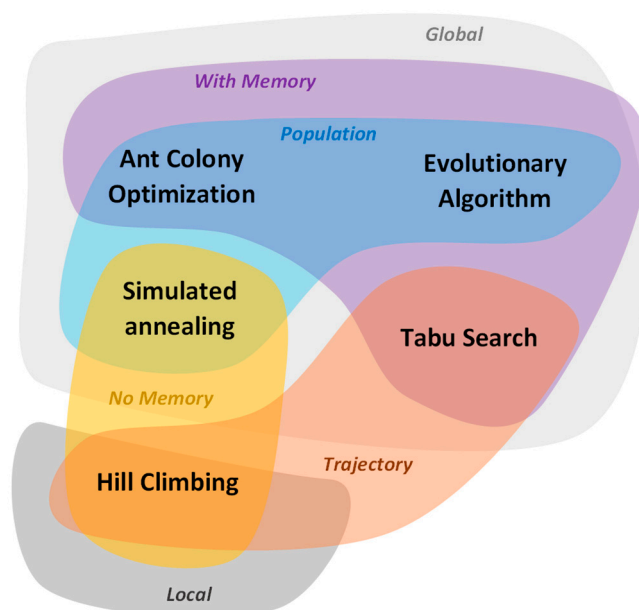 Global
With Memory
Population
Ant Colony
Optimization
Evolutionary
Algorithm
Simulated
annealing
Tabu Search
No Memory
Trajectory
Hill Climbing
Local